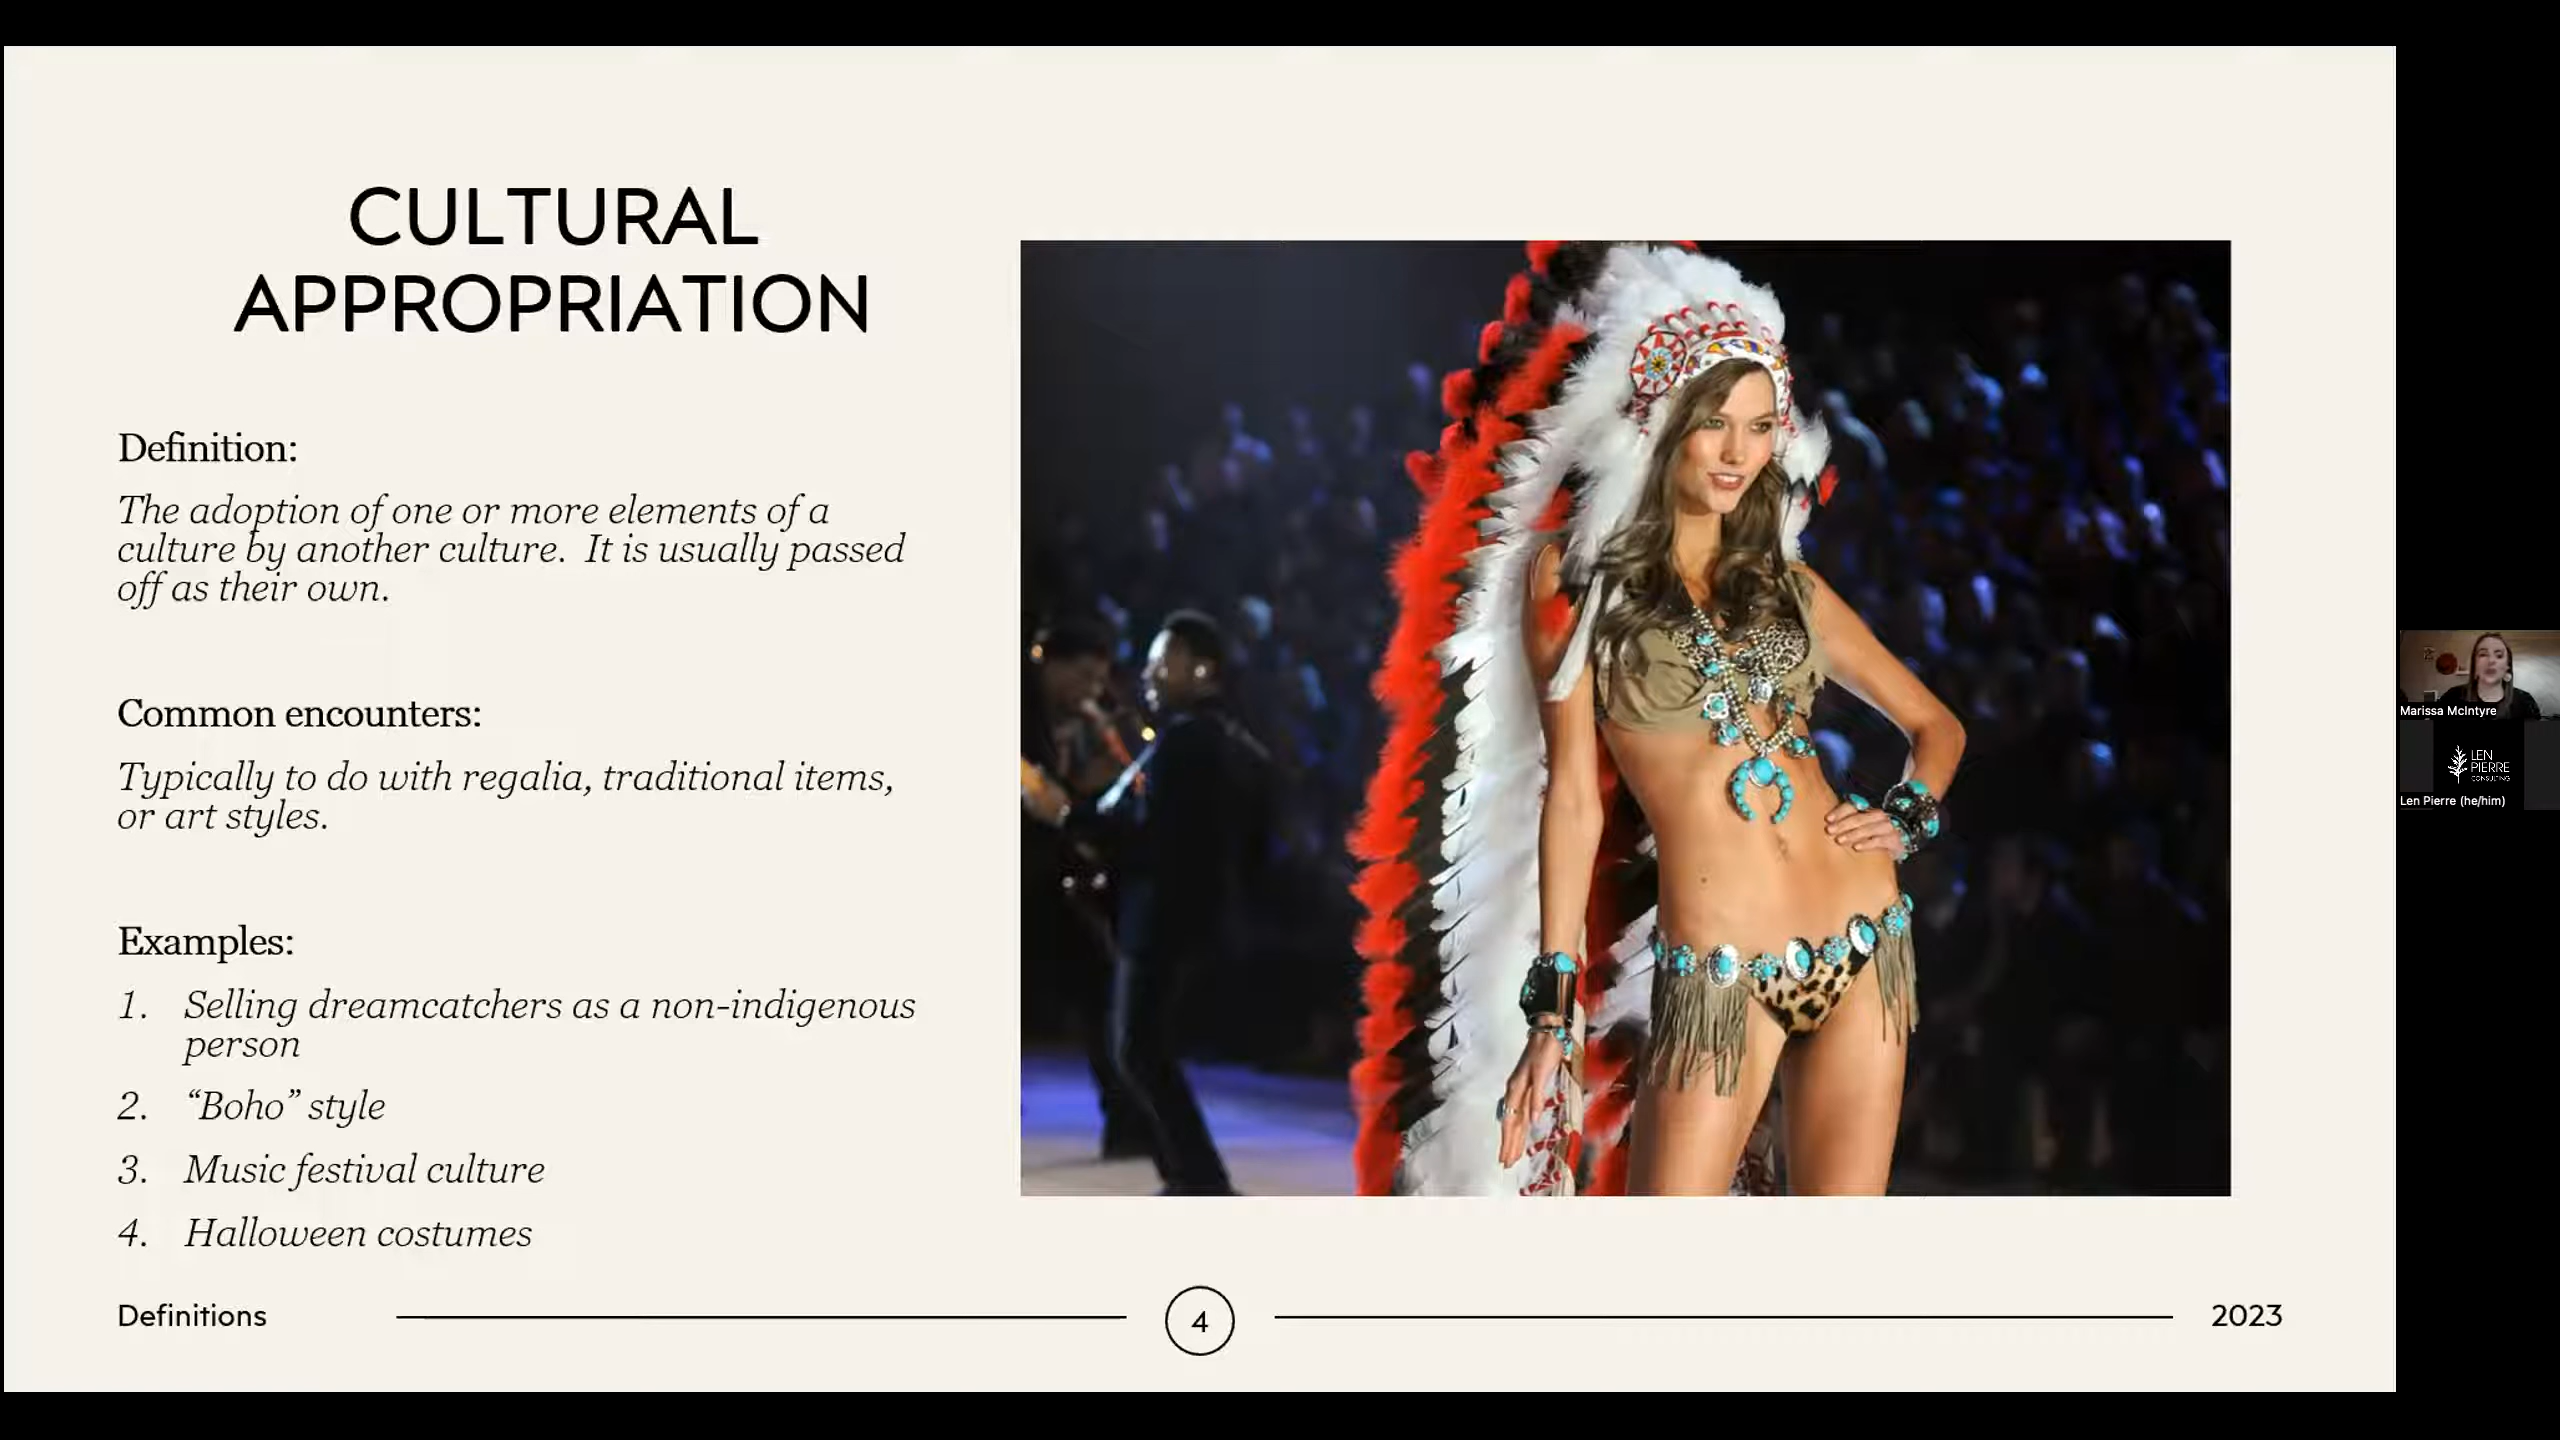 CULTURAL
APPROPRIATION
Definition:
The adoption of one or more elements of a
culture by another culture.  It is usually passed
off as their own.
Common encounters:
Typically to do with regalia, traditional items,
or art styles.
Examples:
1. Selling dreamcatchers as a non-indigenous
person
2. “Boho” style
3. Music festival culture
4. Halloween costumes
Definitions
4
2023
Marissa McIntyre
LEN
PIERRE
CONSULTING
Len Pierre (he/him)